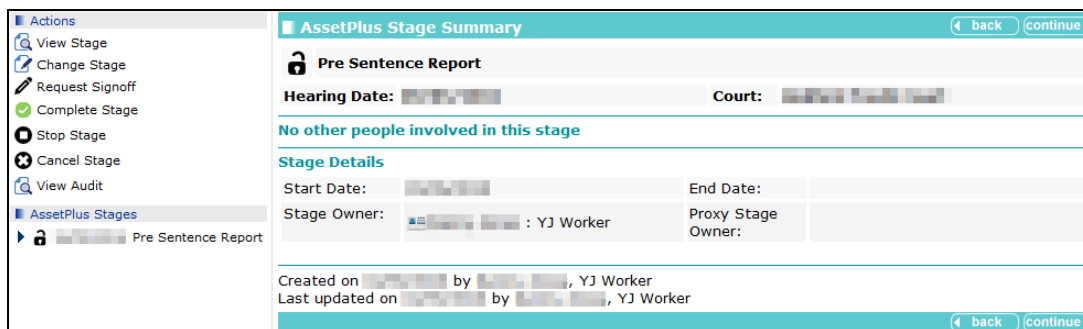 Actions
View Stage
Change Stage
Request Signoff
Complete Stage
Stop Stage
Cancel Stage
View Audit
AssetPlus Stages
Pre Sentence Report
AssetPlus Stage Summary
back continue
Pre Sentence Report
Hearing Date: Court:
No other people involved in this stage
Stage Details
Start Date: End Date:
Stage Owner: : YJ Worker Proxy Stage
Owner:
Created on by , YJ Worker
Last updated on by , YJ Worker
back continue